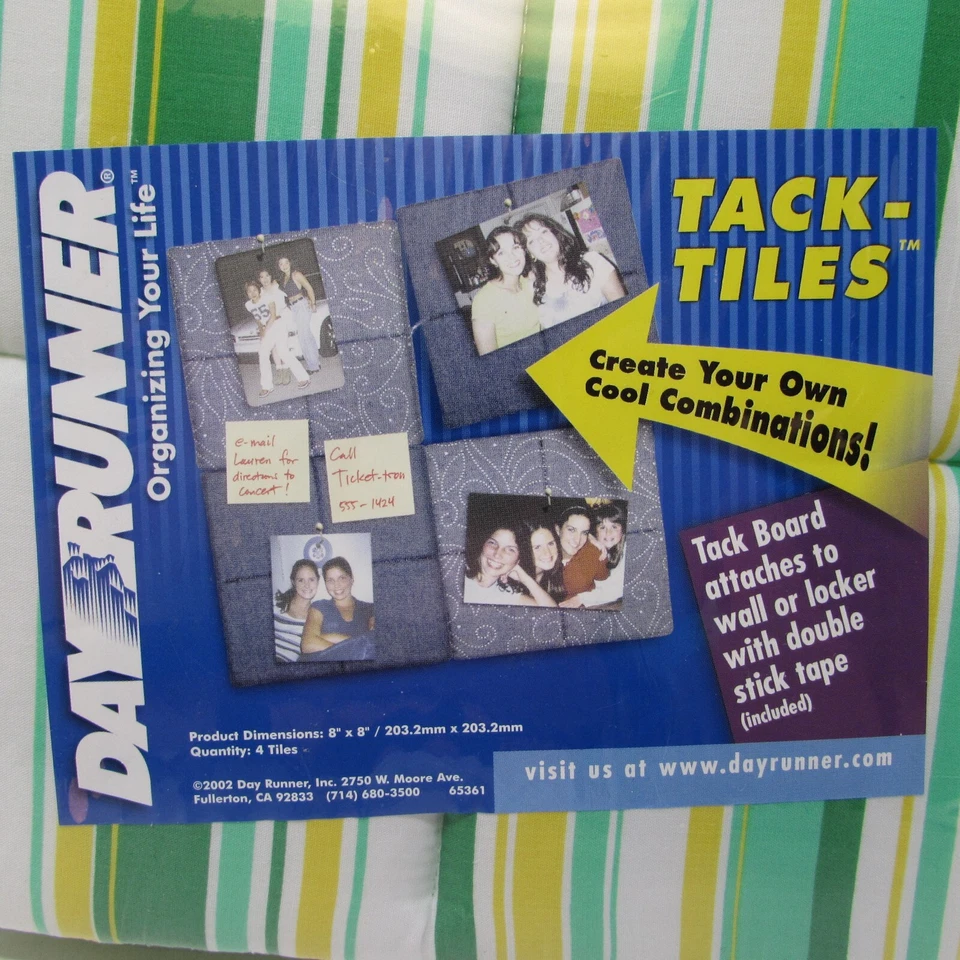 DAYRUNNER®
Organizing Your Life™
TACK-
TILES™
Create Your Own
Cool Combinations!
e-mail
Lauren for
directions to
concert!
Call
Ticket-tron
555-1424
55
Tack Board
attaches to
wall or locker
with double
stick tape
(included)
Product Dimensions: 8" x 8" / 203.2mm x 203.2mm
Quantity: 4 Tiles
©2002 Day Runner, Inc. 2750 W. Moore Ave.
Fullerton, CA 92833 (714) 680-3500 65361
visit us at www.dayrunner.com